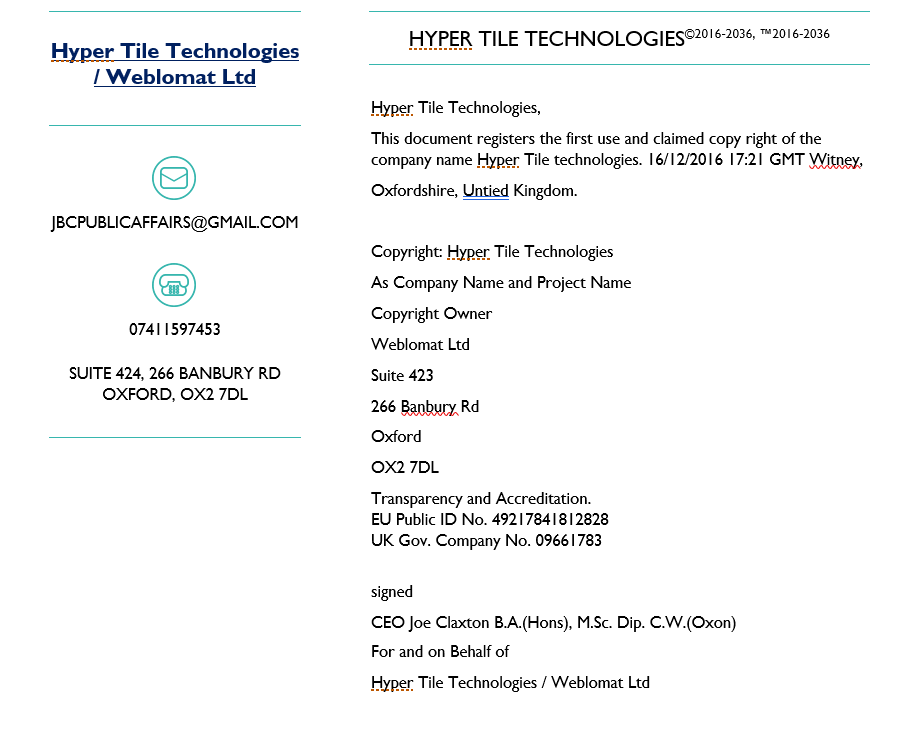 Hyper Tile Technologies
/ Weblomat Ltd
JBCPUBLICAFFAIRS@GMAIL.COM
07411597453
SUITE 424, 266 BANBURY RD
OXFORD, OX2 7DL
HYPER TILE TECHNOLOGIES©2016-2036, ™2016-2036
Hyper Tile Technologies,
This document registers the first use and claimed copy right of the
company name Hyper Tile technologies. 16/12/2016 17:21 GMT Witney,
Oxfordshire, Untied Kingdom.
Copyright: Hyper Tile Technologies
As Company Name and Project Name
Copyright Owner
Weblomat Ltd
Suite 423
266 Banbury Rd
Oxford
OX2 7DL
Transparency and Accreditation.
EU Public ID No. 49217841812828
UK Gov. Company No. 09661783
signed
CEO Joe Claxton B.A.(Hons), M.Sc. Dip. C.W.(Oxon)
For and on Behalf of
Hyper Tile Technologies / Weblomat Ltd